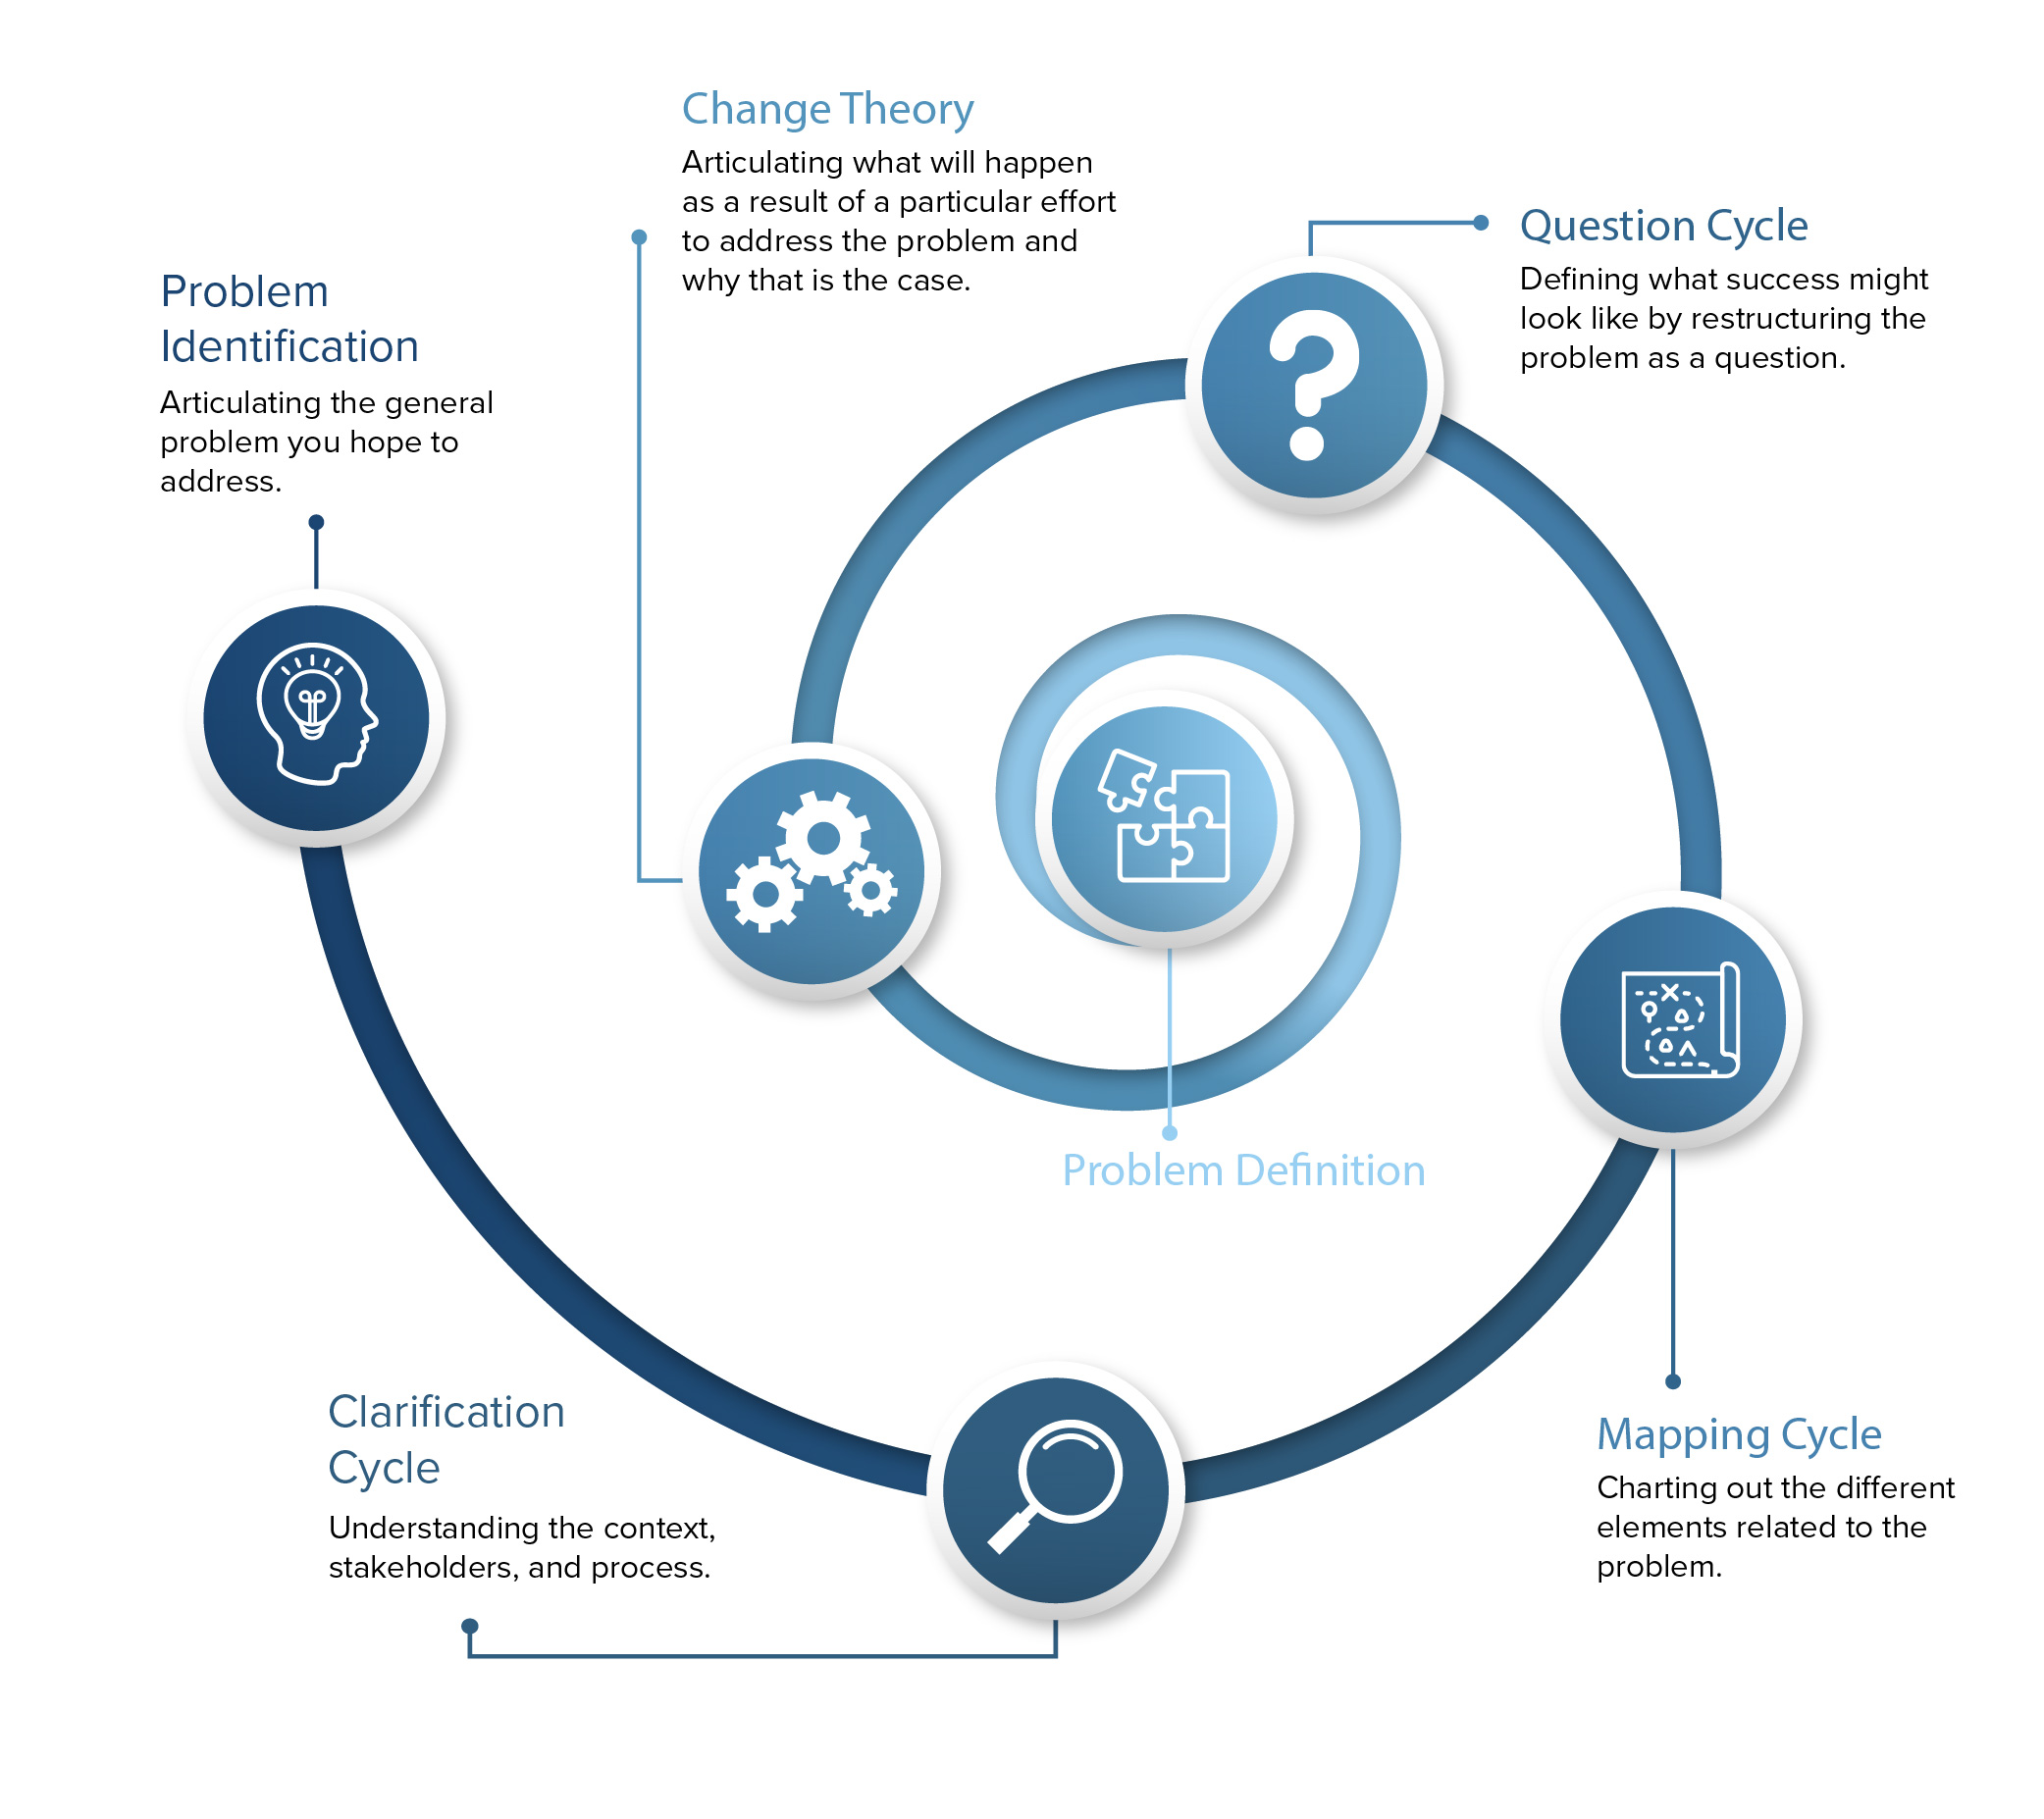 Change Theory
Articulating what will happen
as a result of a particular effort
to address the problem and
why that is the case.
Question Cycle
Defining what success might
look like by restructuring the
problem as a question.
Problem
Identification
Articulating the general
problem you hope to
address.
Problem Definition
Clarification
Cycle
Understanding the context,
stakeholders, and process.
Mapping Cycle
Charting out the different
elements related to the
problem.